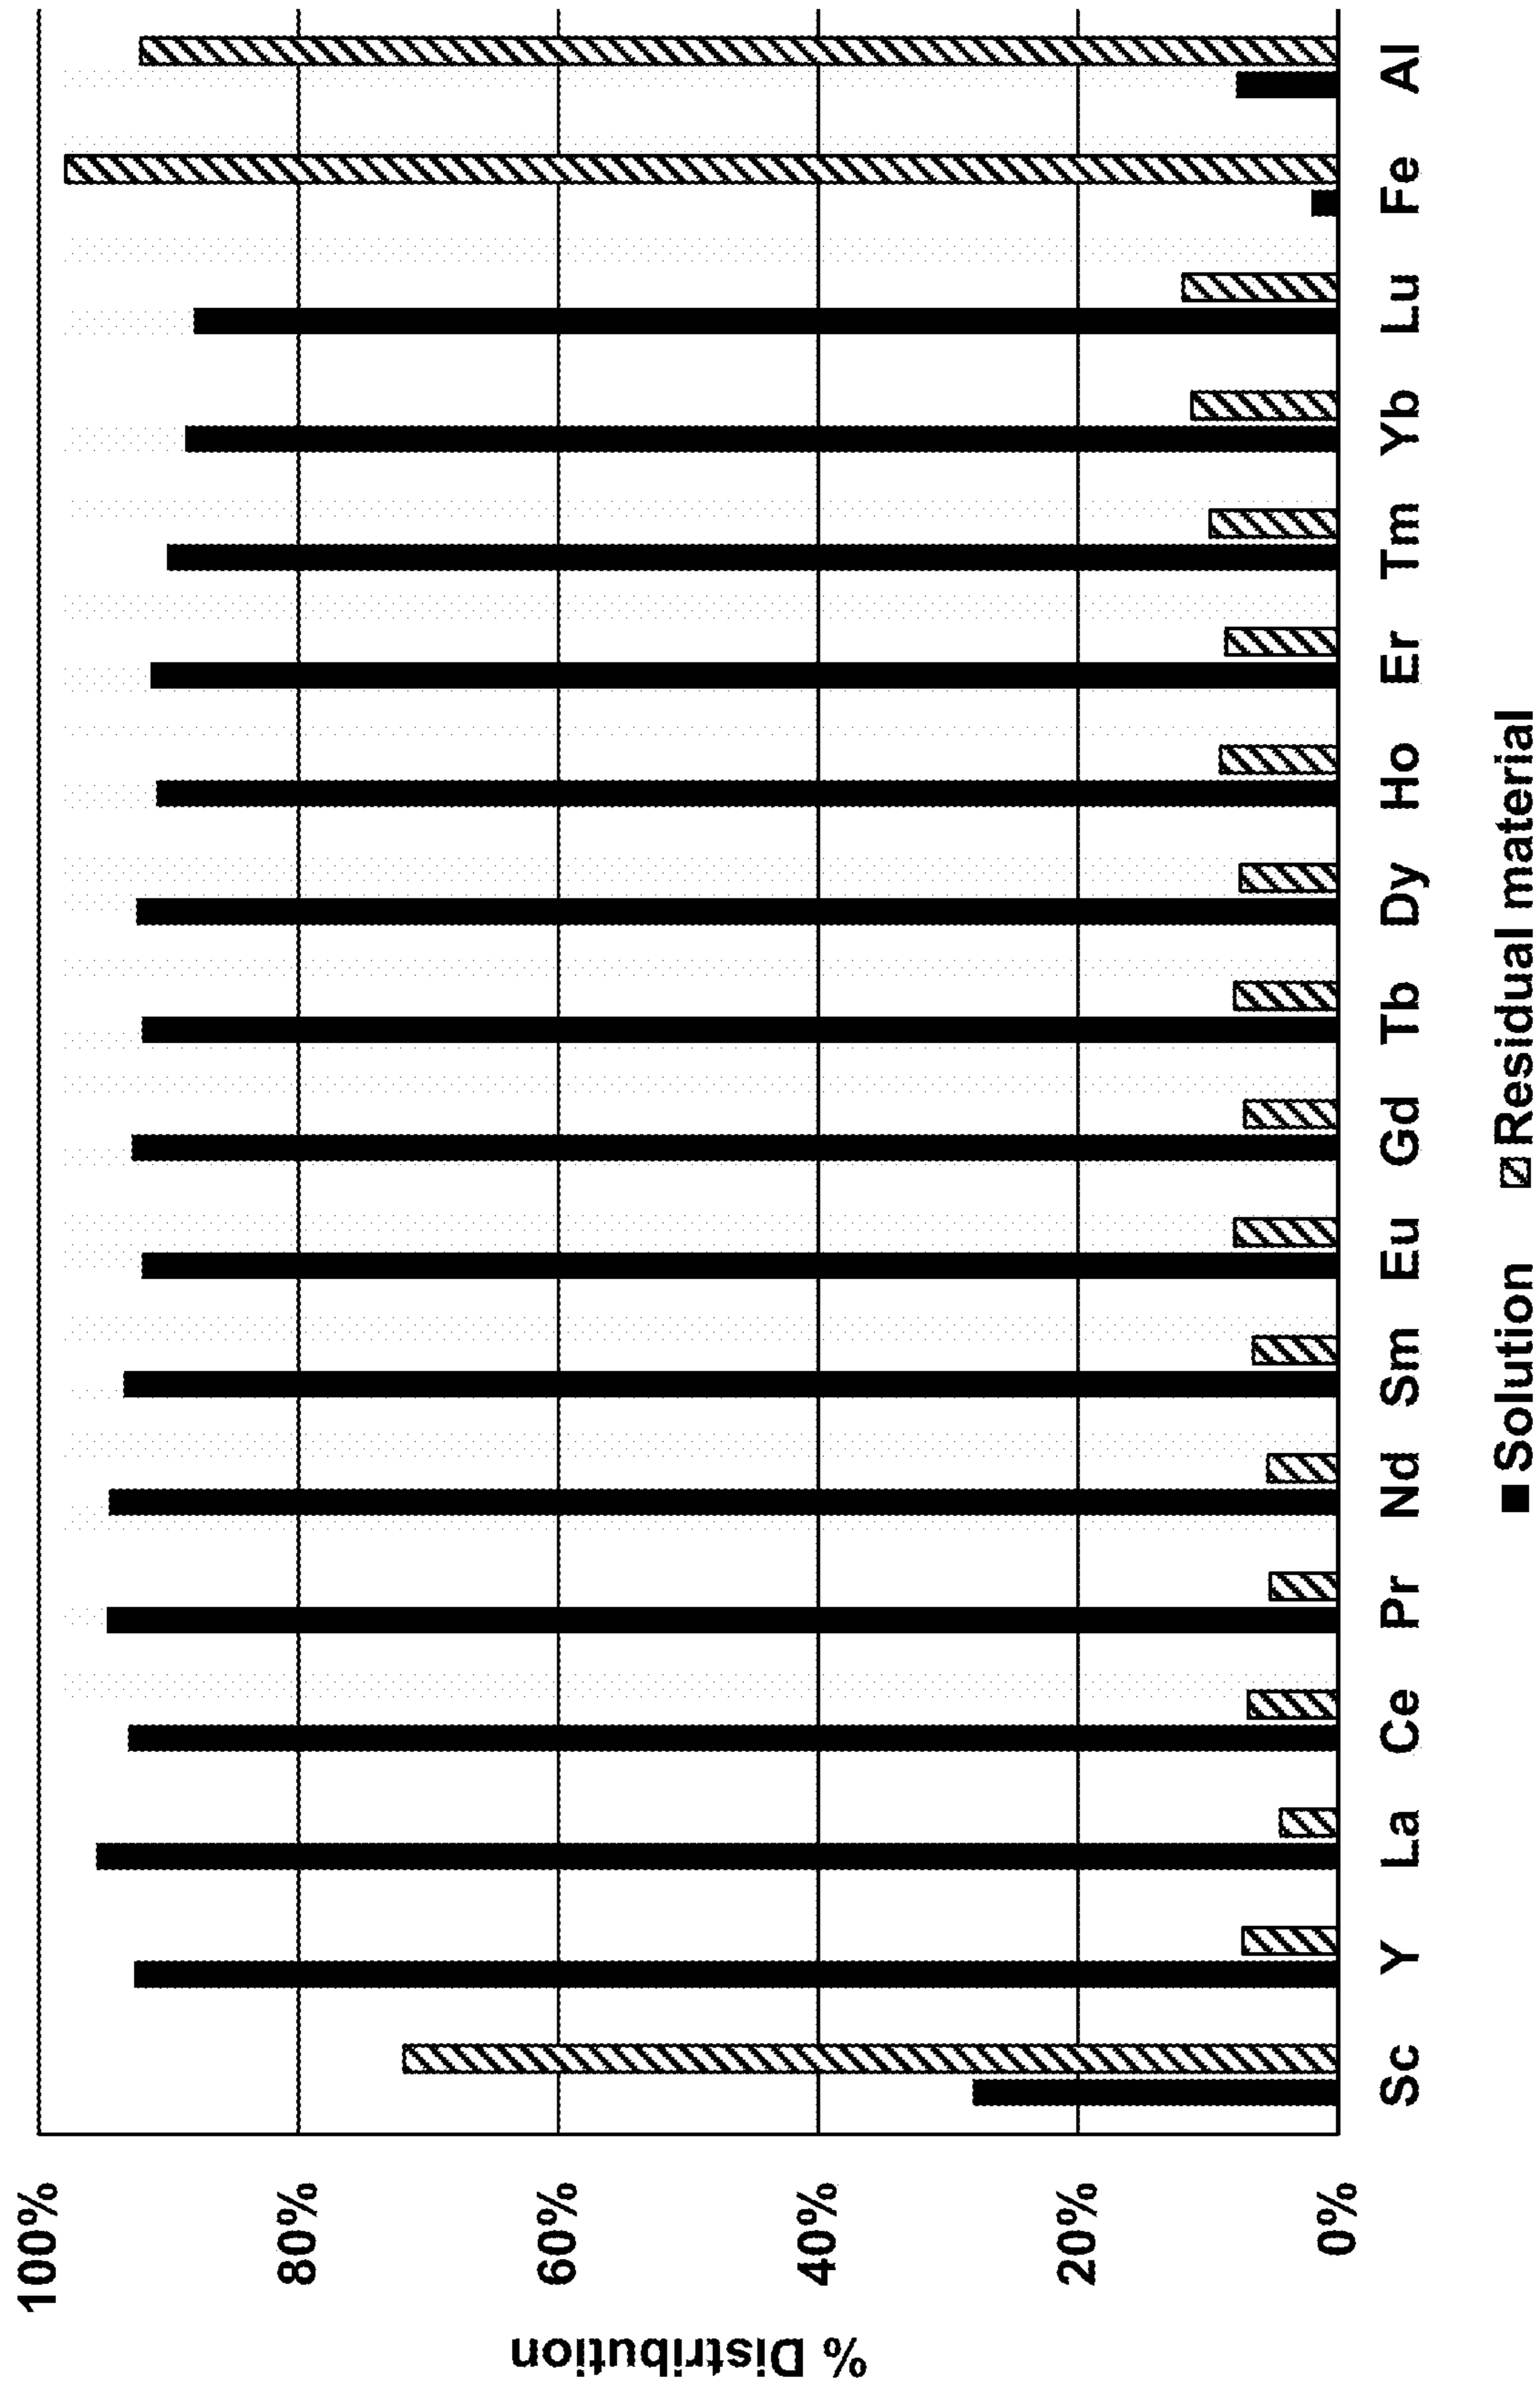 % Distribution
100%
80%
60%
40%
20%
0%
Sc Y La Ce Pr Nd Sm Eu Gd Tb Dy Ho Er Tm Yb Lu Fe Al
Solution Residual material